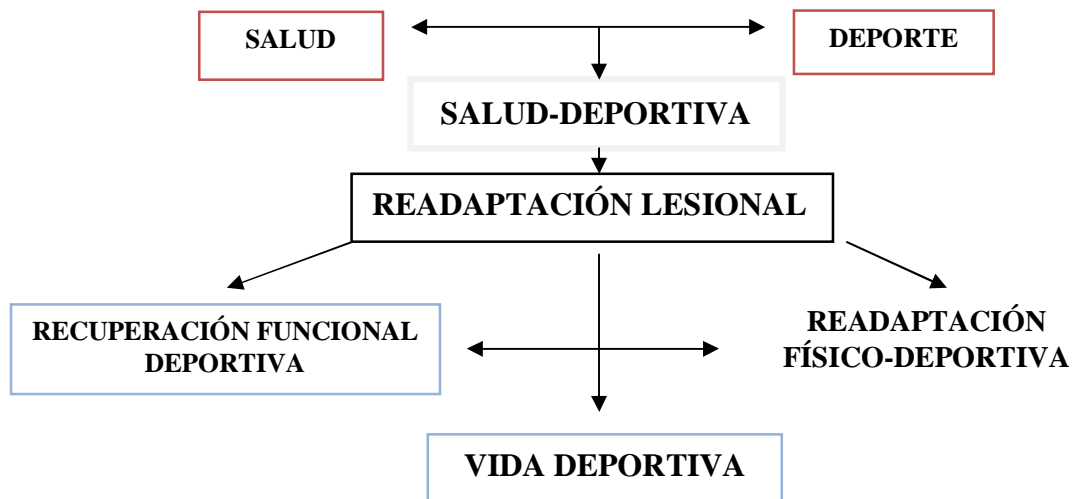 SALUD
DEPORTE
SALUD-DEPORTIVA
READAPTACIÓN LESIONAL
RECUPERACIÓN FUNCIONAL
DEPORTIVA
READAPTACIÓN
FÍSICO-DEPORTIVA
VIDA DEPORTIVA